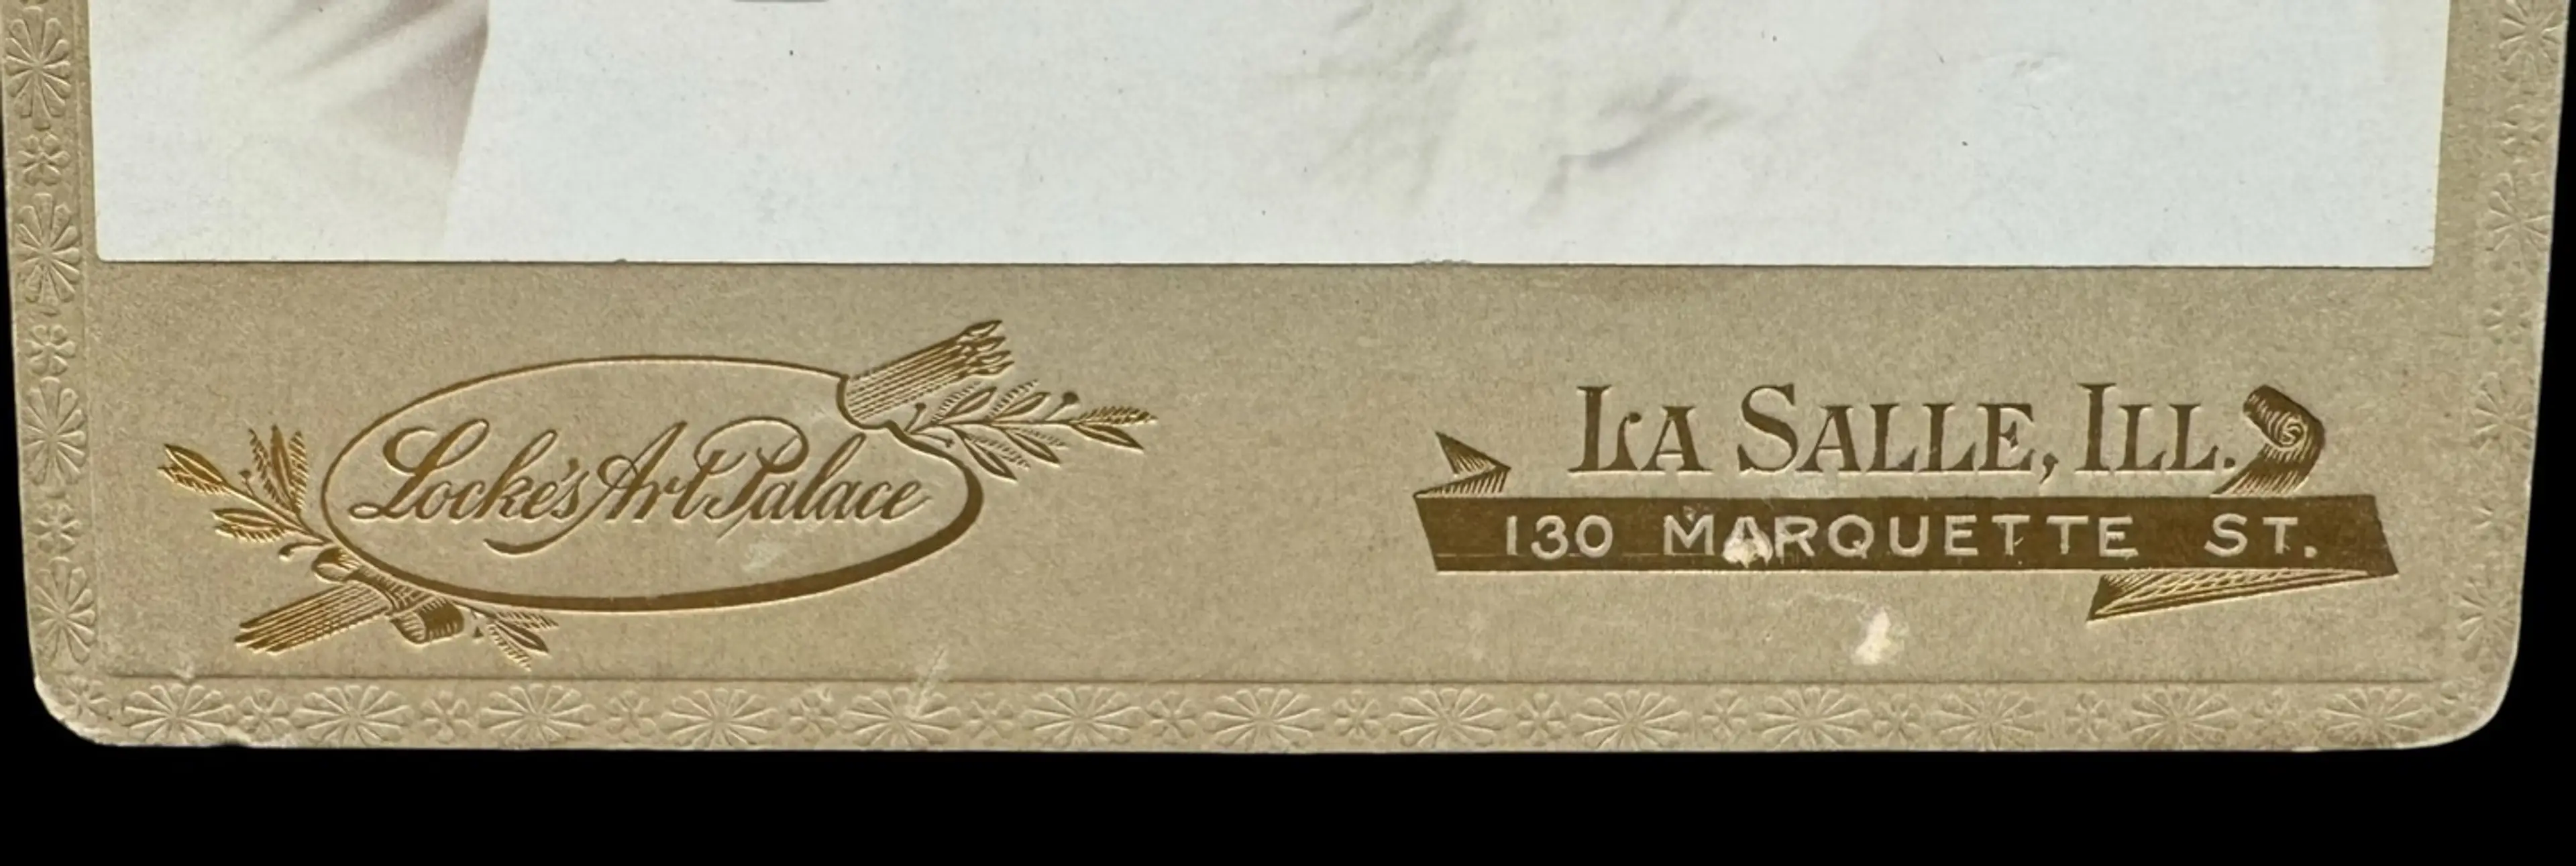 Locke's Art Palace
LA SALLE, ILL.
130 MARQUETTE ST.